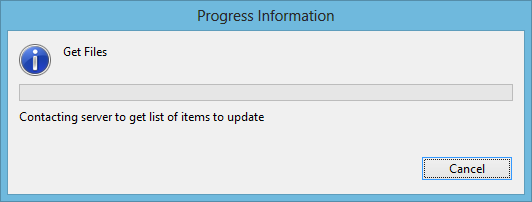 Progress Information
Get Files
Contacting server to get list of items to update
Cancel